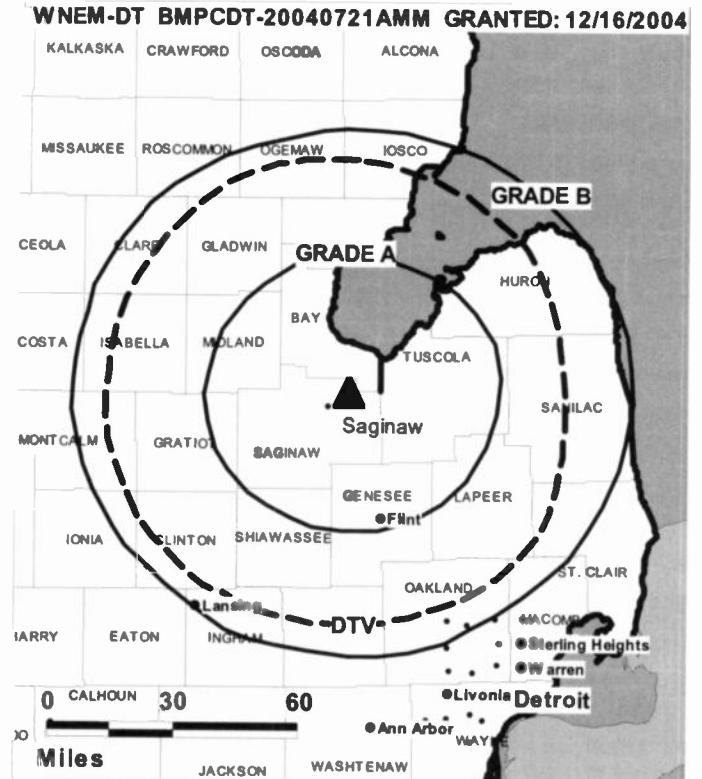 WNEM-DT BMPCDT-20040721AMM GRANTED: 12/16/2004
KALKASKA CRAWFORD OSCODA ALCONA
MISSAUKEE ROSCOMMON OGEMAW IOSCO
GRADE B
CEOLA CLARE GLADWIN GRADE A
HURON
BAY
COSTA ISABELLA MIDLAND TUSCOLA
SANILAC
Saginaw
MONTCALM GRATIOT SAGINAW
GENESEE LAPEER
Flint
IONIA CLINTON SHIAWASSEE
ST. CLAIR
OAKLAND
Lansing
DTV MACOMB
IARRY EATON INGHAM Sterling Heights
Warren
CALHOUN 0 30 60 Livonia Detroit
Ann Arbor WAYNE
Miles
JACKSON WASHTENAW